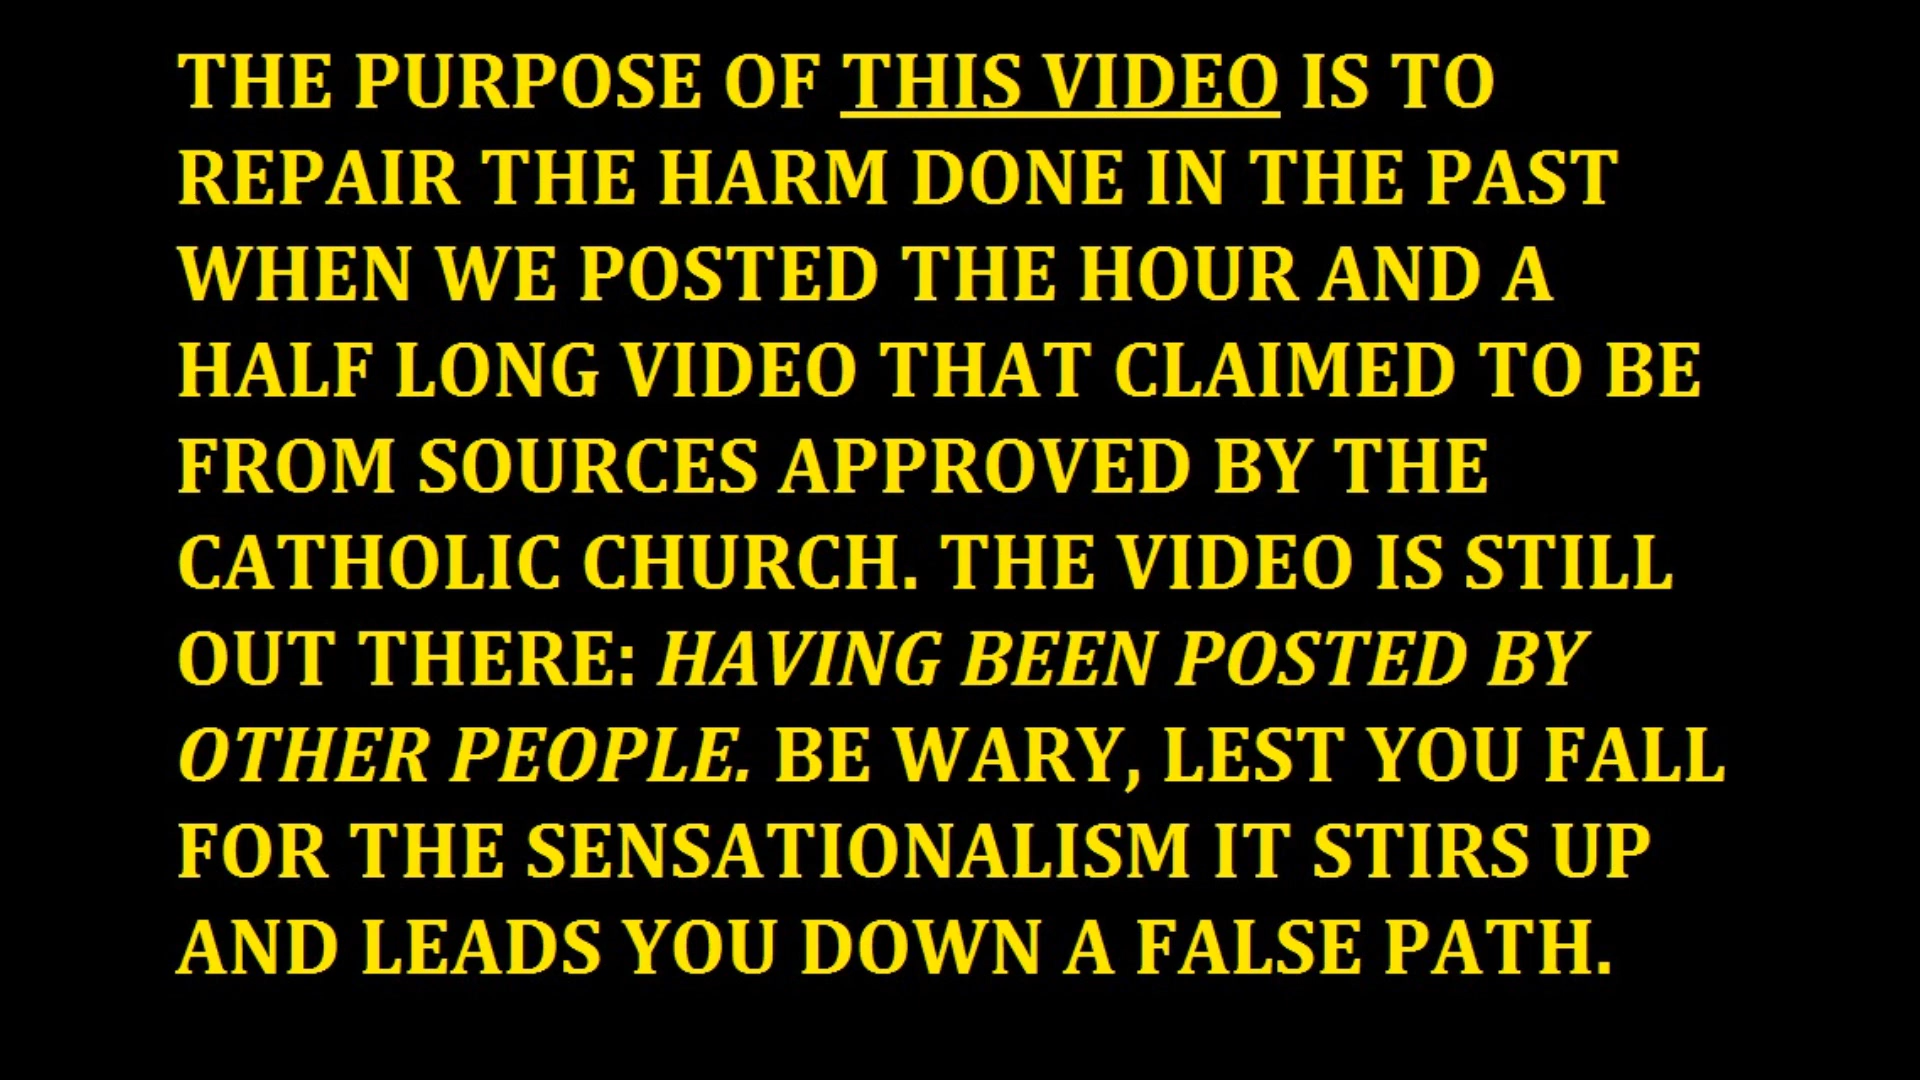 THE PURPOSE OF THIS VIDEO IS TO
REPAIR THE HARM DONE IN THE PAST
WHEN WE POSTED THE HOUR AND A
HALF LONG VIDEO THAT CLAIMED TO BE
FROM SOURCES APPROVED BY THE
CATHOLIC CHURCH. THE VIDEO IS STILL
OUT THERE: HAVING BEEN POSTED BY
OTHER PEOPLE. BE WARY, LEST YOU FALL
FOR THE SENSATIONALISM IT STIRS UP
AND LEADS YOU DOWN A FALSE PATH.